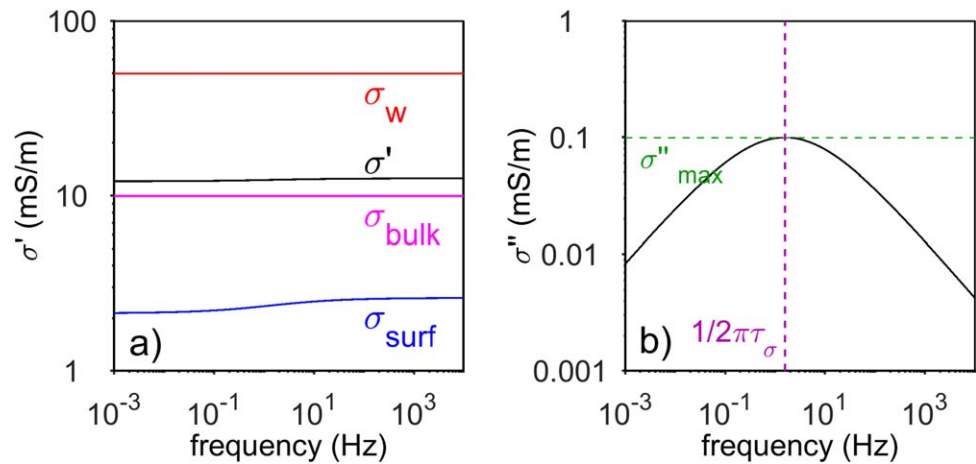 100
10
1
σ' (mS/m)
σw
σ'
σbulk
σsurf
a)
10⁻³ 10⁻¹ 10¹ 10³
frequency (Hz)
1
0.1
0.01
0.001
σ" (mS/m)
σ"max
1/2πτσ
b)
10⁻³ 10⁻¹ 10¹ 10³
frequency (Hz)